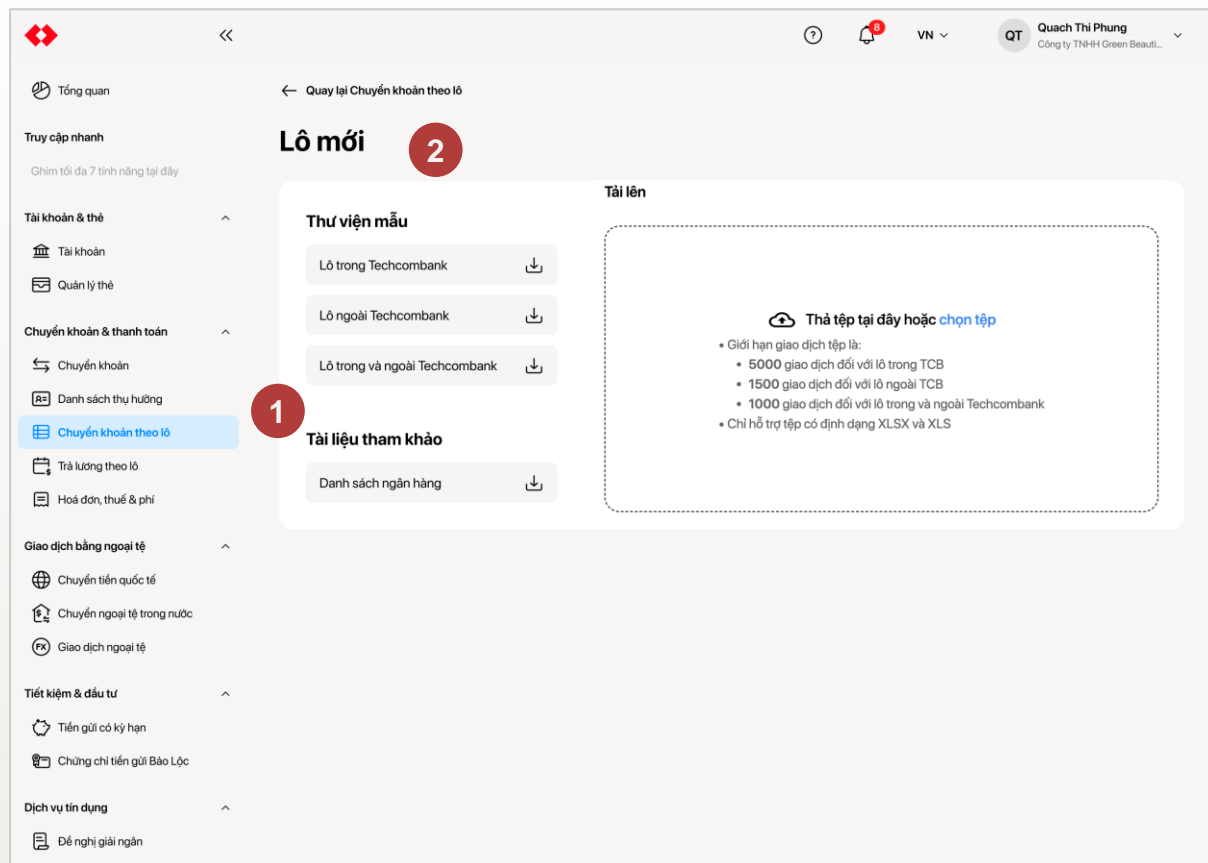 8
VN
QT
Quach Thi Phung
Công ty TNHH Green Beauti...
Tổng quan
Truy cập nhanh
Ghim tối đa 7 tính năng tại đây
Tài khoản & thẻ
Tài khoản
Quản lý thẻ
Chuyển khoản & thanh toán
Chuyển khoản
Danh sách thụ hưởng
Chuyển khoản theo lô
Trả lương theo lô
Hoá đơn, thuế & phí
Giao dịch bằng ngoại tệ
Chuyển tiền quốc tế
Chuyển ngoại tệ trong nước
FX
Giao dịch ngoại tệ
Tiết kiệm & đầu tư
Tiền gửi có kỳ hạn
Chứng chỉ tiền gửi Bảo Lộc
Dịch vụ tín dụng
Đề nghị giải ngân
1
Quay lại Chuyển khoản theo lô
Lô mới
2
Thư viện mẫu
Lô trong Techcombank
Lô ngoài Techcombank
Lô trong và ngoài Techcombank
Tài liệu tham khảo
Danh sách ngân hàng
Tải lên
Thả tệp tại đây hoặc chọn tệp
• Giới hạn giao dịch tệp là:
• 5000 giao dịch đối với lô trong TCB
• 1500 giao dịch đối với lô ngoài TCB
• 1000 giao dịch đối với lô trong và ngoài Techcombank
• Chỉ hỗ trợ tệp có định dạng XLSX và XLS